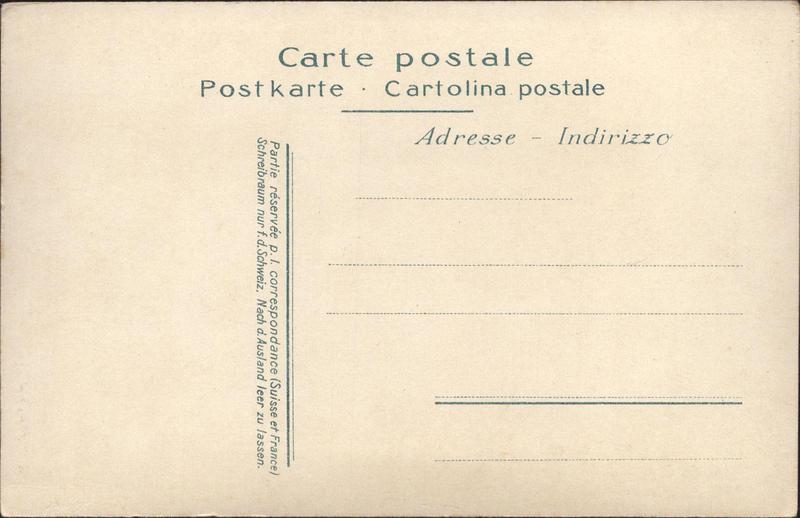 Carte postale
Postkarte · Cartolina postale
Adresse - Indirizzo
Partie réservée p. l. correspondance (Suisse et France)
Schreibraum nur f. d. Schweiz. Nach d. Ausland leer zu lassen.